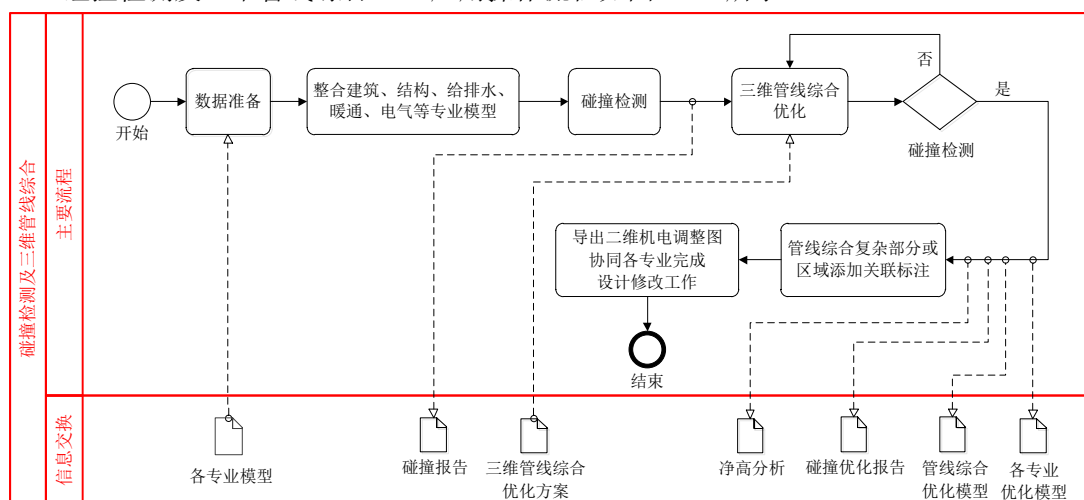 碰撞检测及三维管线综合
主要流程
信息交换
开始
数据准备
整合建筑、结构、给排水、
暖通、电气等专业模型
碰撞检测
三维管线综合
优化
否
是
碰撞检测
导出二维机电调整图
协同各专业完成
设计修改工作
管线综合复杂部分或
区域添加关联标注
结束
各专业模型
碰撞报告
三维管线综合
优化方案
净高分析
碰撞优化报告
管线综合
优化模型
各专业
优化模型